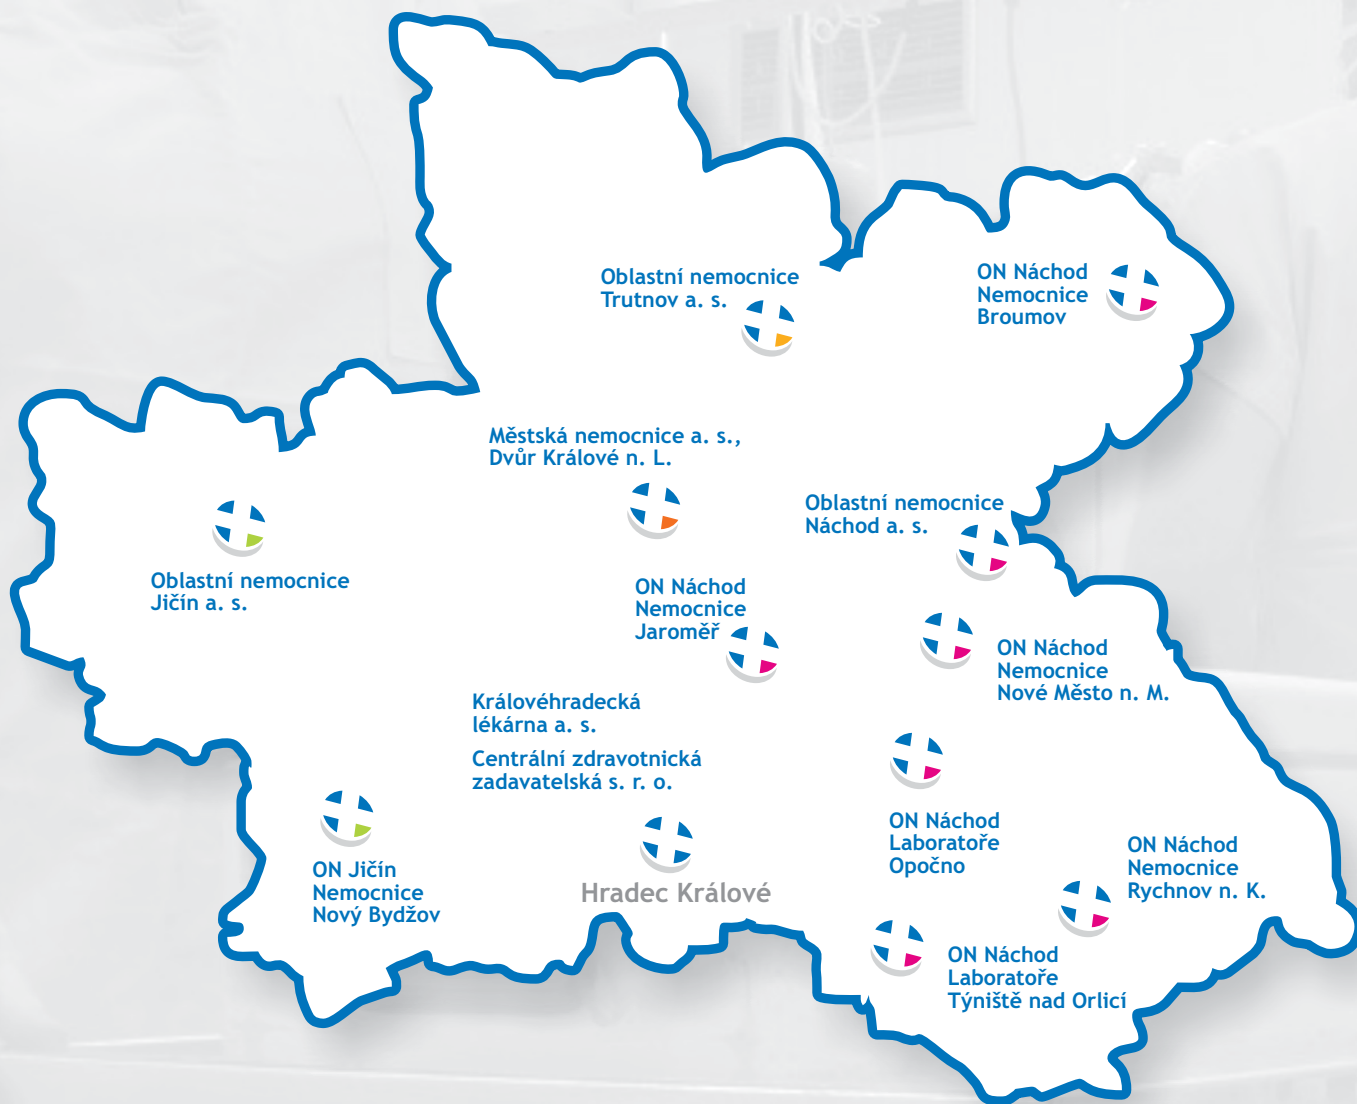 Oblastní nemocnice
Trutnov a. s.
ON Náchod
Nemocnice
Broumov
Městská nemocnice a. s.,
Dvůr Králové n. L.
Oblastní nemocnice
Náchod a. s.
Oblastní nemocnice
Jičín a. s.
ON Náchod
Nemocnice
Jaroměř
ON Náchod
Nemocnice
Nové Město n. M.
Královéhradecká
lékárna a. s.
Centrální zdravotnická
zadavatelská s. r. o.
Hradec Králové
ON Jičín
Nemocnice
Nový Bydžov
ON Náchod
Laboratoře
Opočno
ON Náchod
Nemocnice
Rychnov n. K.
ON Náchod
Laboratoře
Týniště nad Orlicí